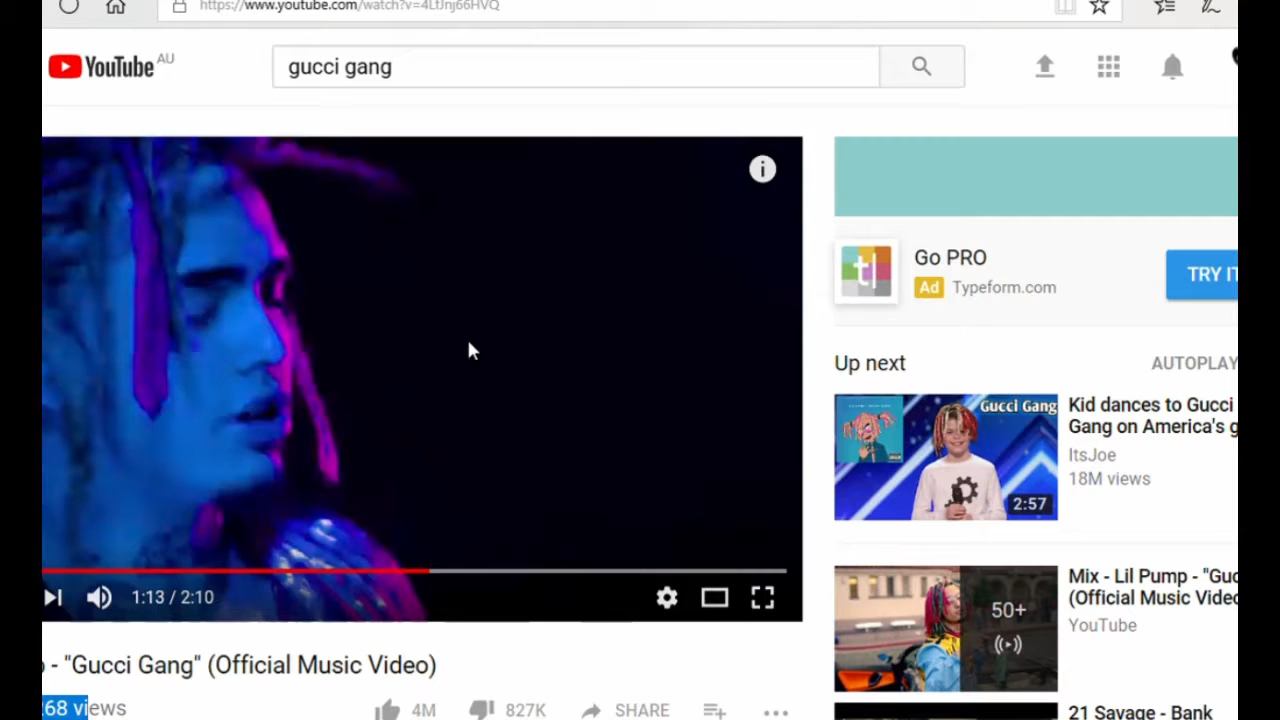 https://www.youtube.com/watch?v=4LfJnj66HVQ
YouTube AU
gucci gang
Go PRO
Ad Typeform.com
TRY IT
Up next
AUTOPLAY
Gucci Gang
2:57
Kid dances to Gucci
Gang on America's g
ItsJoe
18M views
1:13 / 2:10
50+
Mix - Lil Pump - "Guc
(Official Music Video
YouTube
- "Gucci Gang" (Official Music Video)
68 views
4M
827K
SHARE
21 Savage - Bank